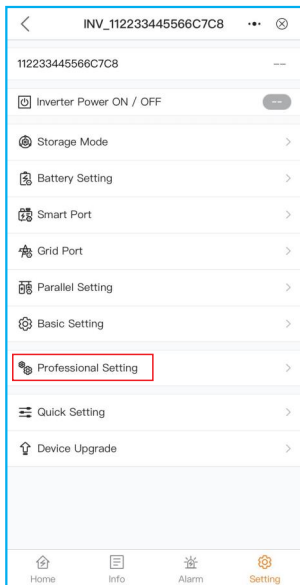 INV_112233445566C7C8
112233445566C7C8 --
Inverter Power ON / OFF --
Storage Mode
Battery Setting
Smart Port
Grid Port
Parallel Setting
Basic Setting
Professional Setting
Quick Setting
Device Upgrade
Home Info Alarm Setting